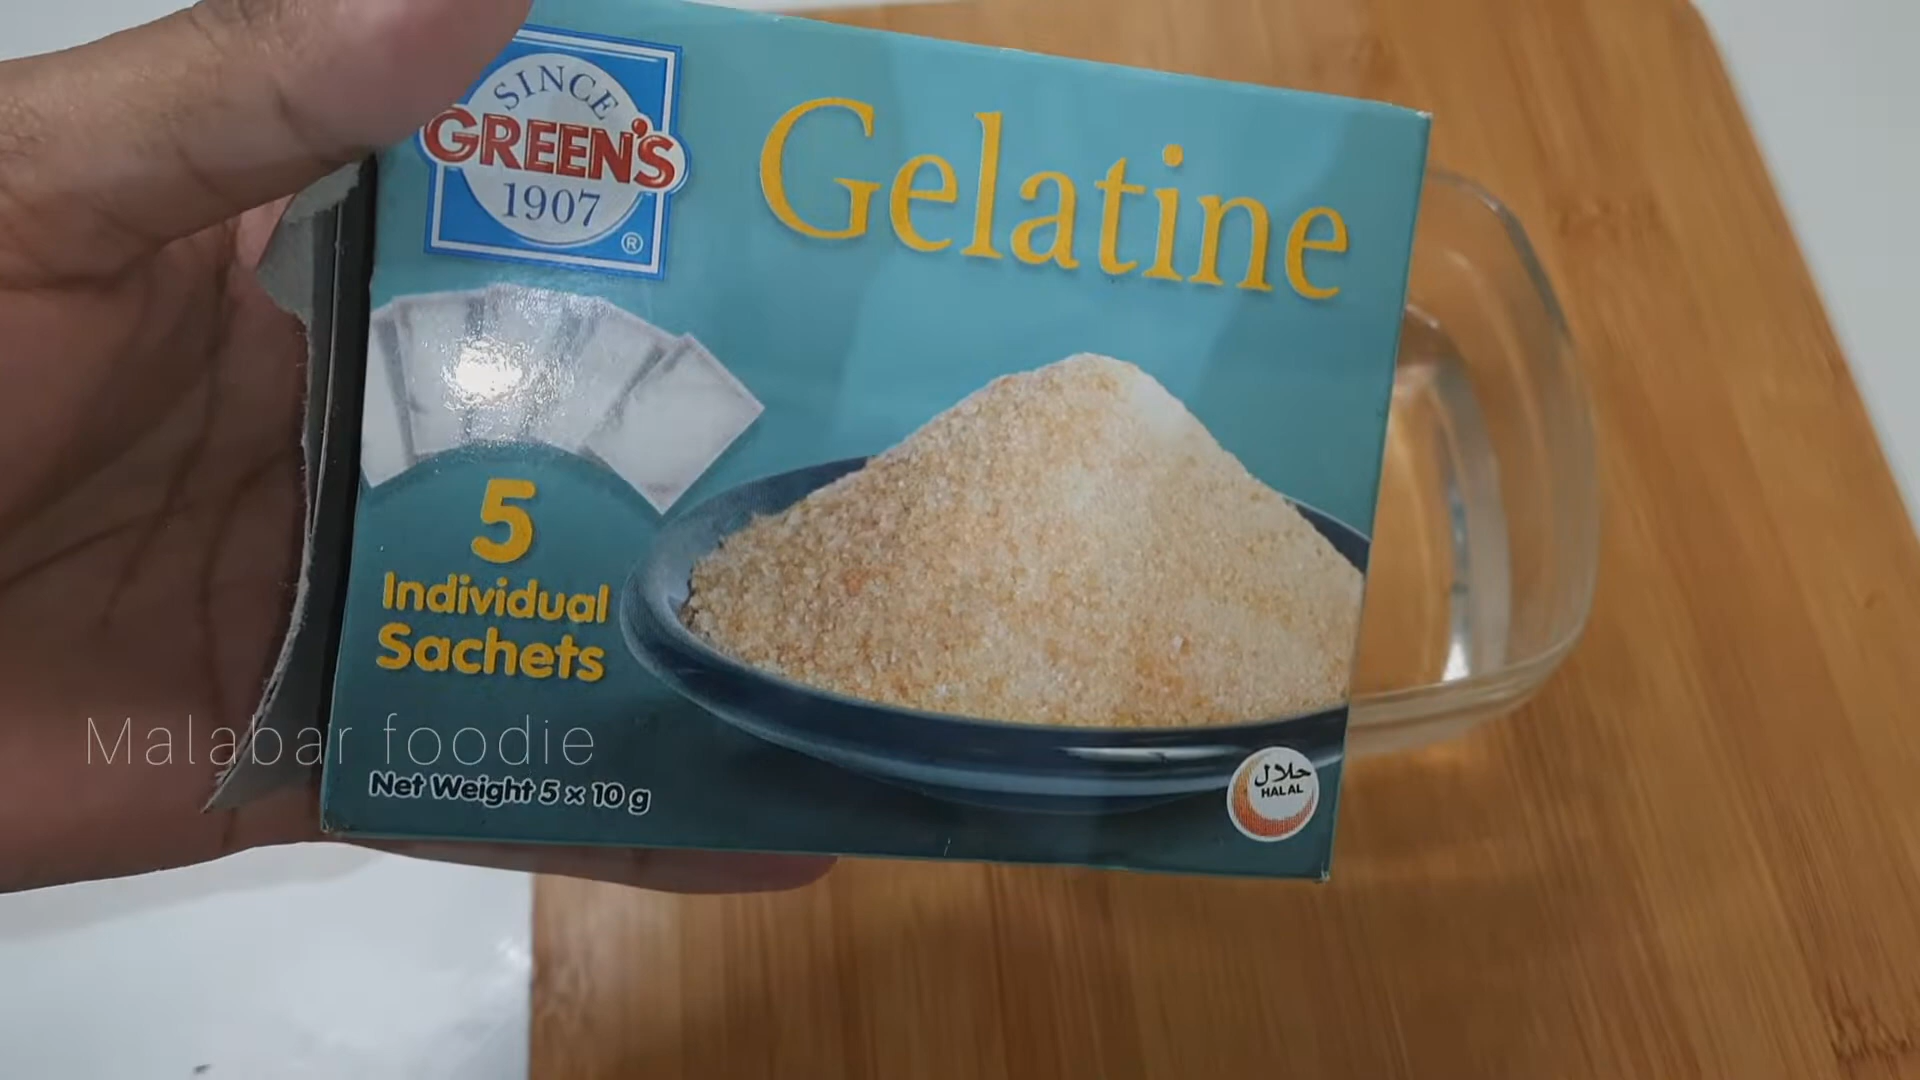 SINCE
GREEN'S
1907
®
Gelatine
5
Individual
Sachets
Malabar foodie
Net Weight 5 x 10 g
حلال
HALAL